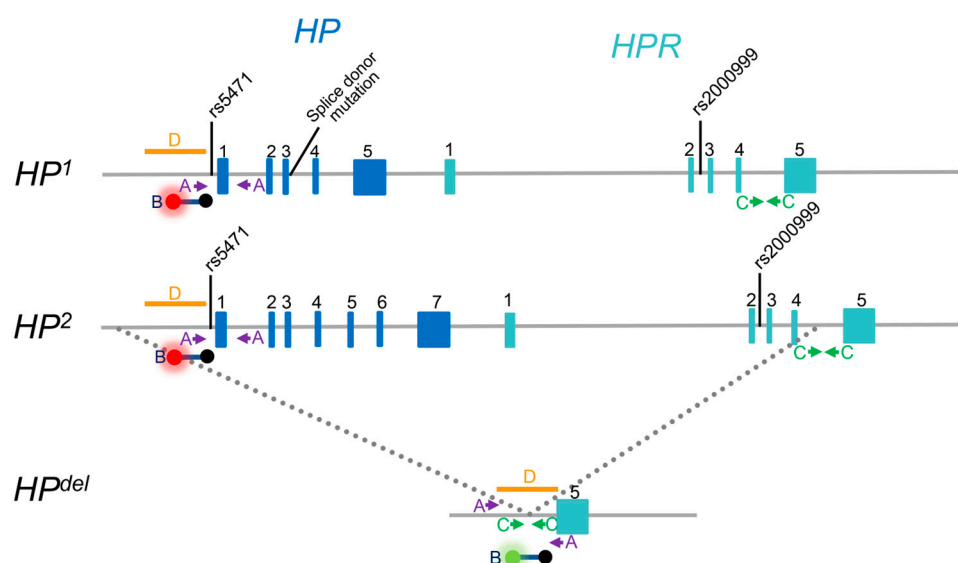 HP HPR
rs5471
Splice donor
mutation
rs2000999
D
1 2 3 4 5 1 2 3 4 5
HP1
A A
B
C C
rs5471
rs2000999
D
1 2 3 4 5 6 7 1 2 3 4 5
HP2
A A
B
C C
HPdel
D
5
A
C C
A
B